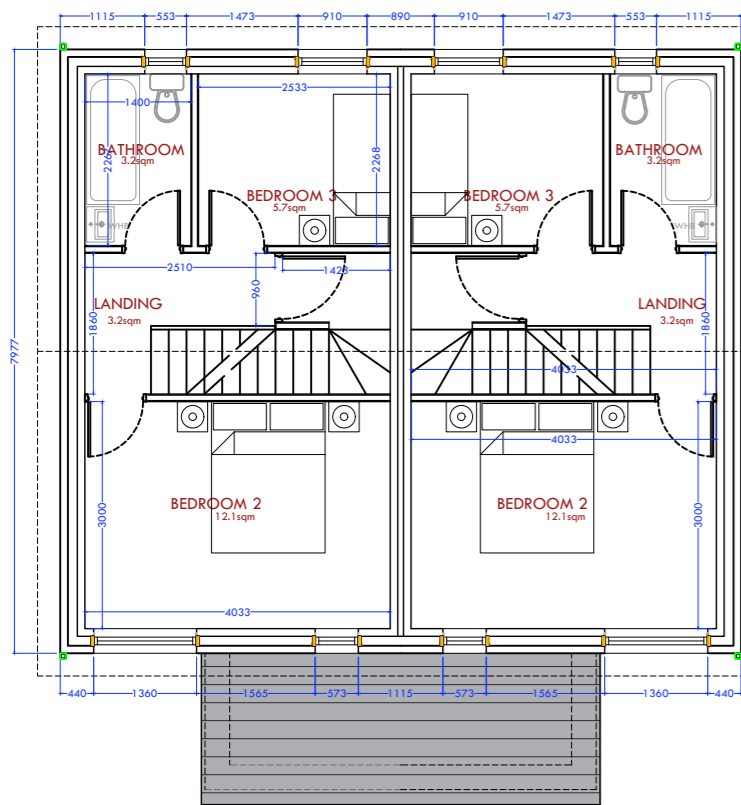 1115 553 1473 910 890 910 1473 553 1115
2533
1400
BATHROOM
3.2sqm
BATHROOM
3.2sqm
2267
2268
BEDROOM 3
5.7sqm
BEDROOM 3
5.7sqm
WHB
WHB
2510
1423
960
LANDING
3.2sqm
LANDING
3.2sqm
1860
1860
7977
4033
4033
BEDROOM 2
12.1sqm
BEDROOM 2
12.1sqm
3000
3000
4033
440 1360 1565 573 1115 573 1565 1360 440